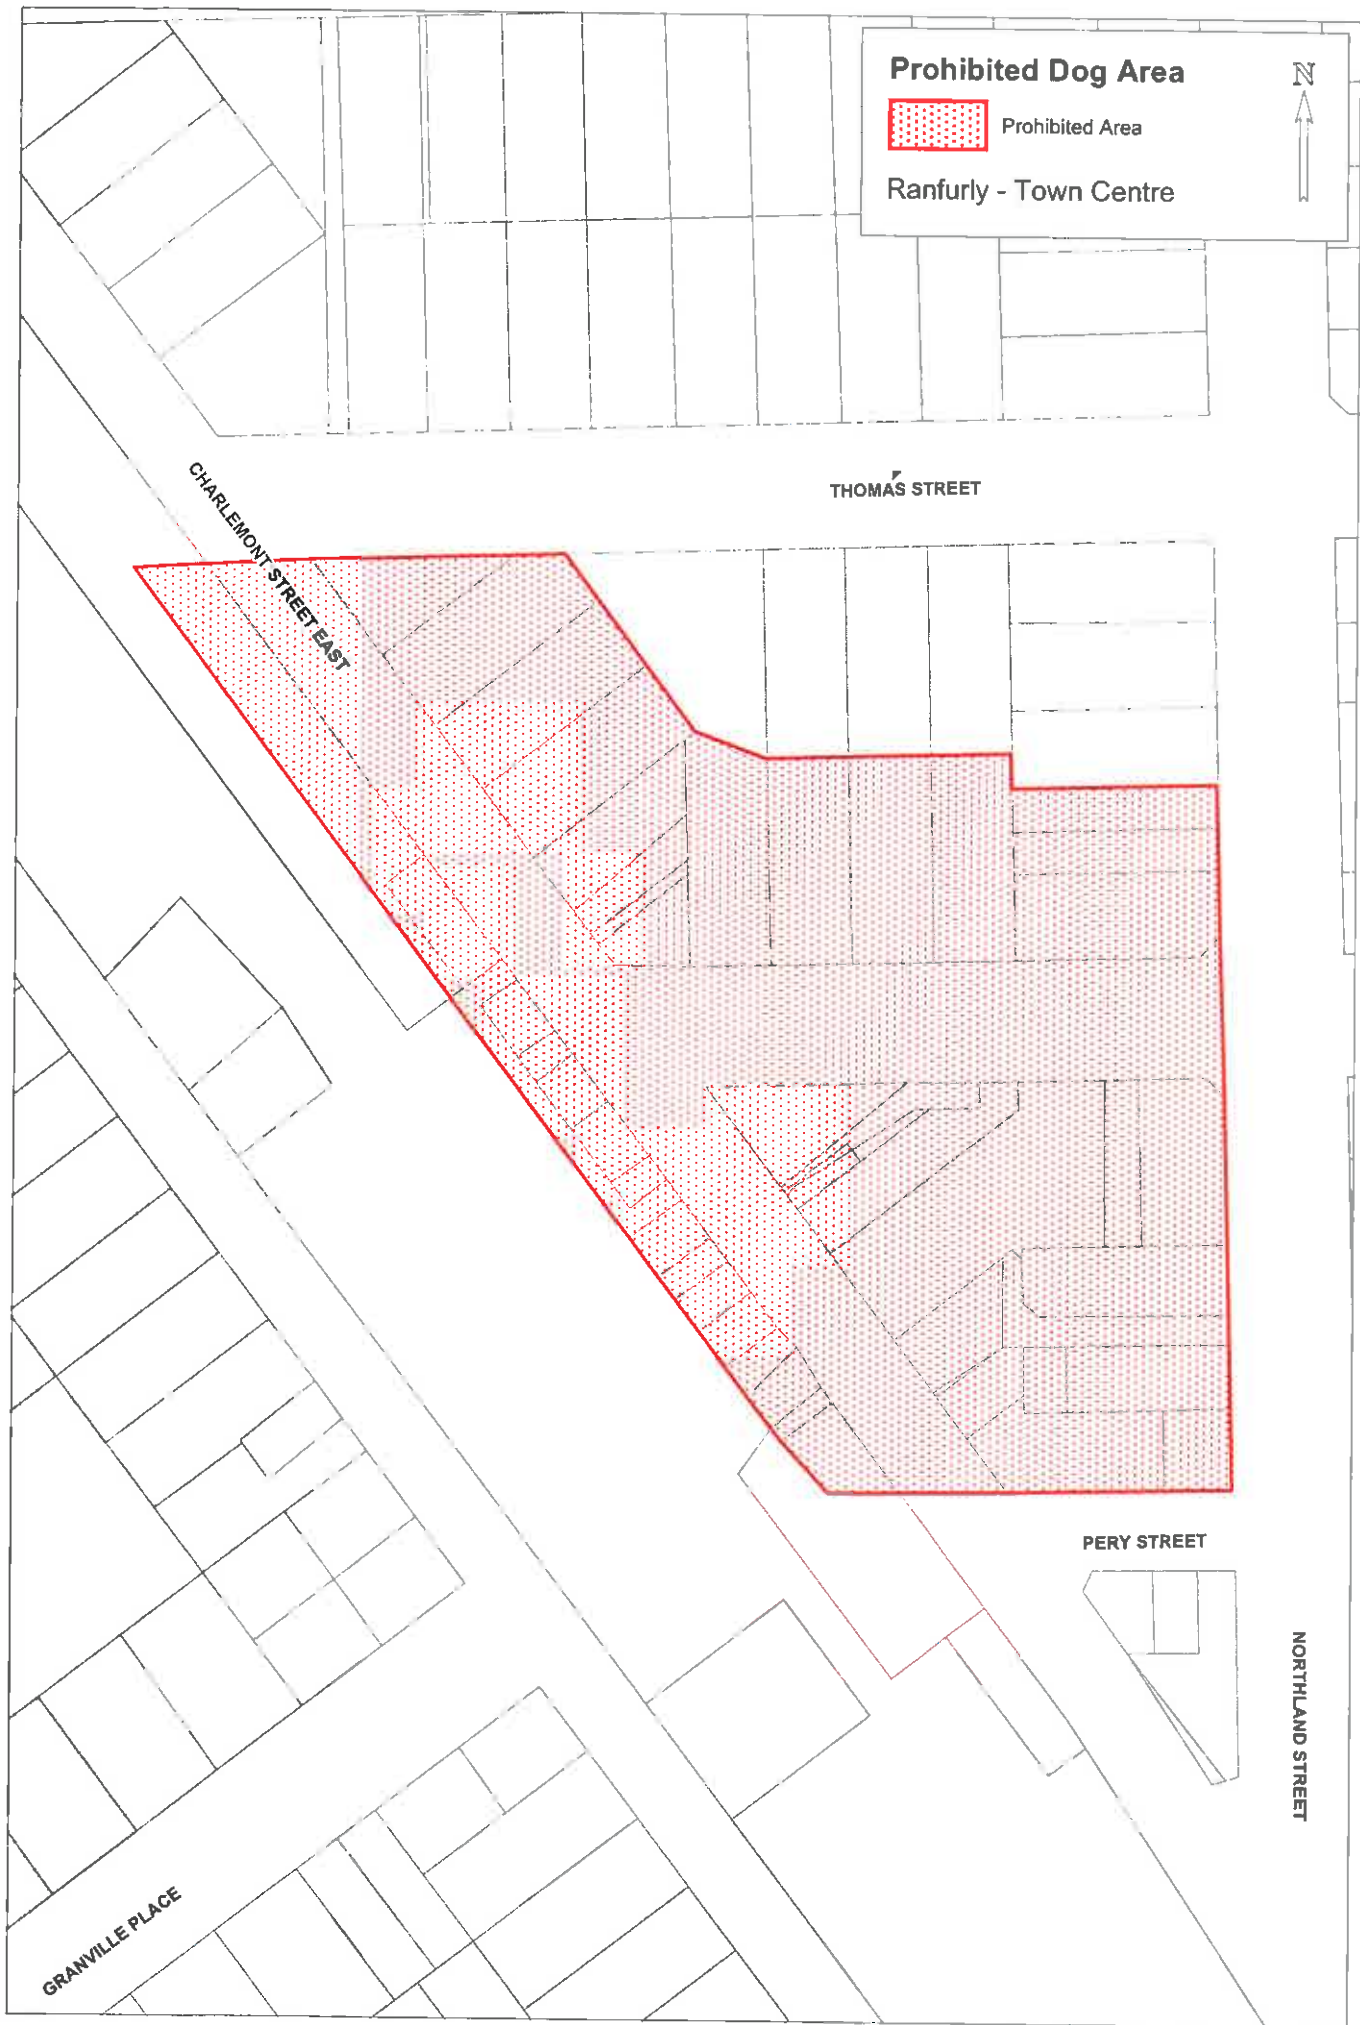 Prohibited Dog Area
N
Prohibited Area
Ranfurly - Town Centre
THOMAS STREET
CHARLEMONT STREET EAST
PERY STREET
NORTHLAND STREET
GRANVILLE PLACE